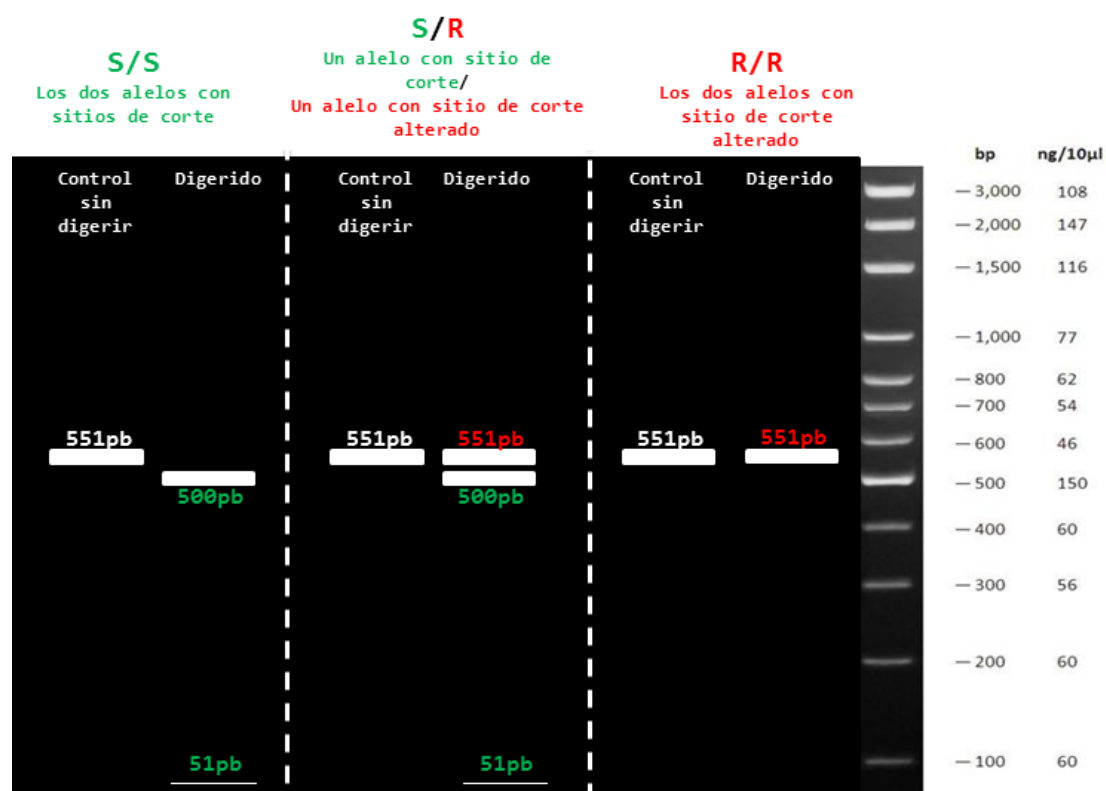 S/S
Los dos alelos con
sitios de corte
S/R
Un alelo con sitio de
corte/
Un alelo con sitio de corte
alterado
R/R
Los dos alelos con
sitio de corte
alterado
Control
sin
digerir
Digerido
551pb
500pb
51pb
Control
sin
digerir
Digerido
551pb
551pb
500pb
51pb
Control
sin
digerir
Digerido
551pb
551pb
bp ng/10µl
— 3,000 108
— 2,000 147
— 1,500 116
— 1,000 77
— 800 62
— 700 54
— 600 46
— 500 150
— 400 60
— 300 56
— 200 60
— 100 60